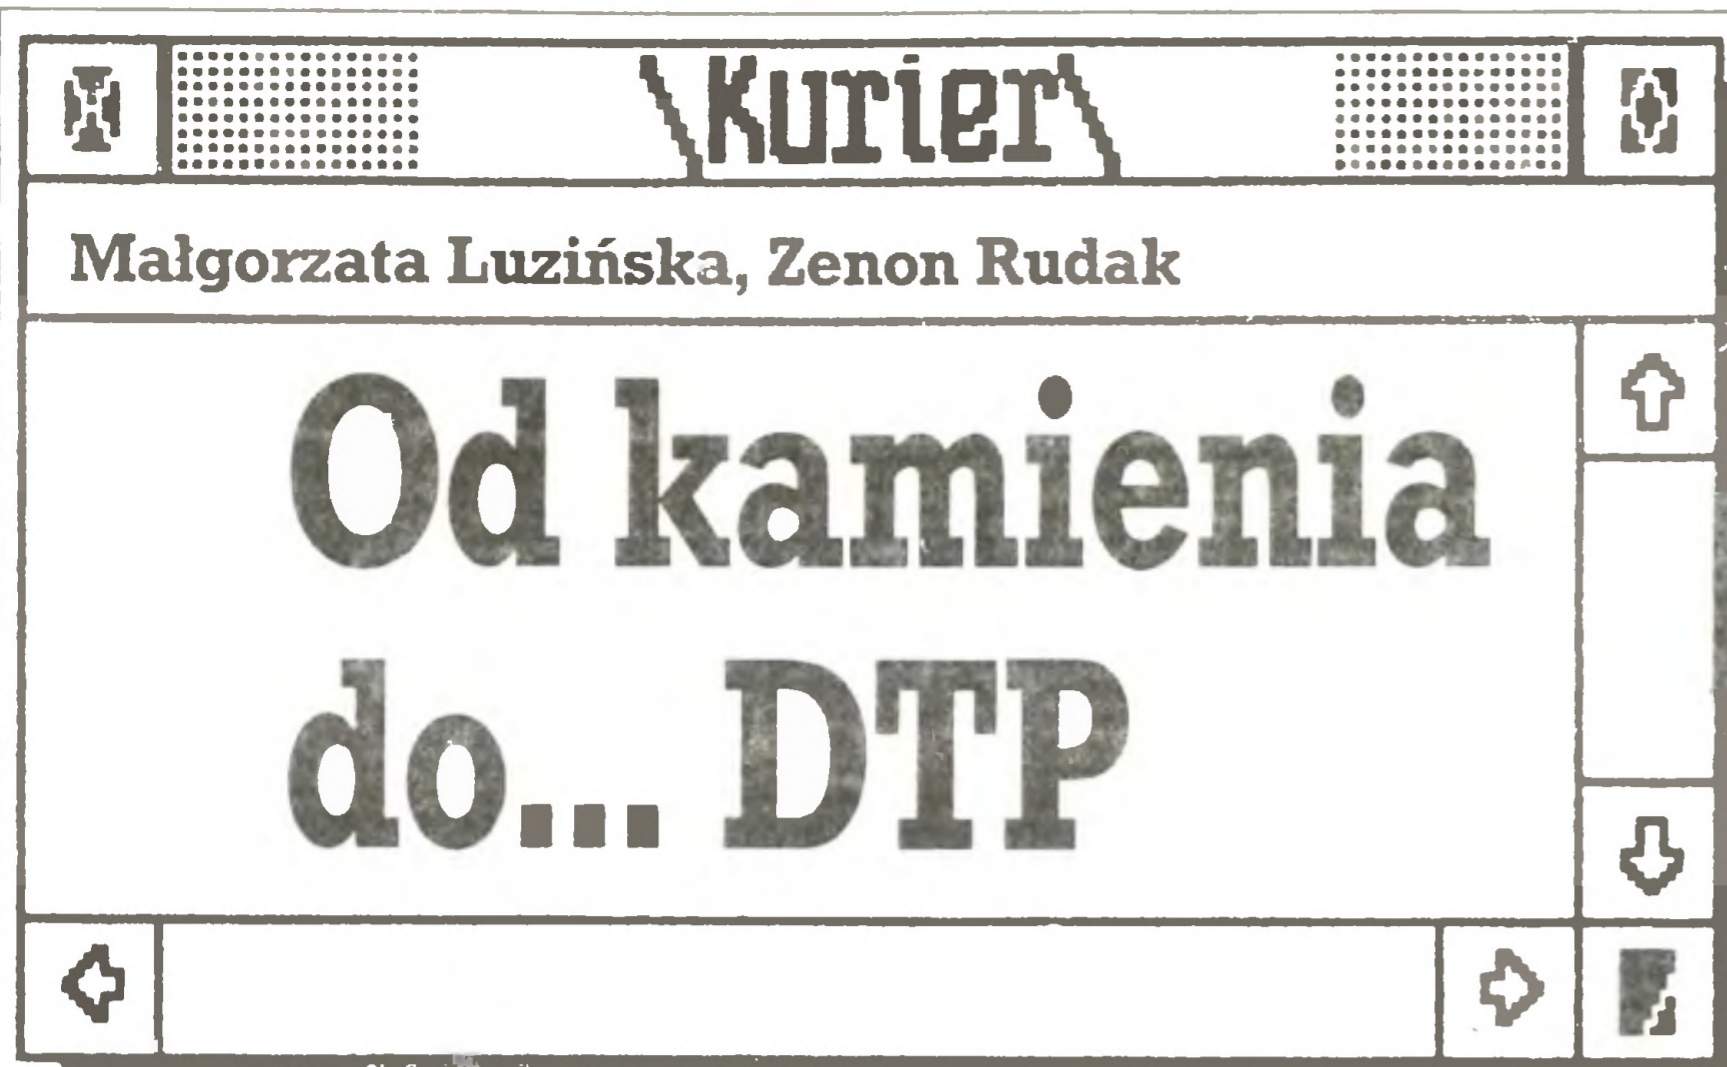 \Kurier\
Małgorzata Luzińska, Zenon Rudak
Od kamienia
do... DTP